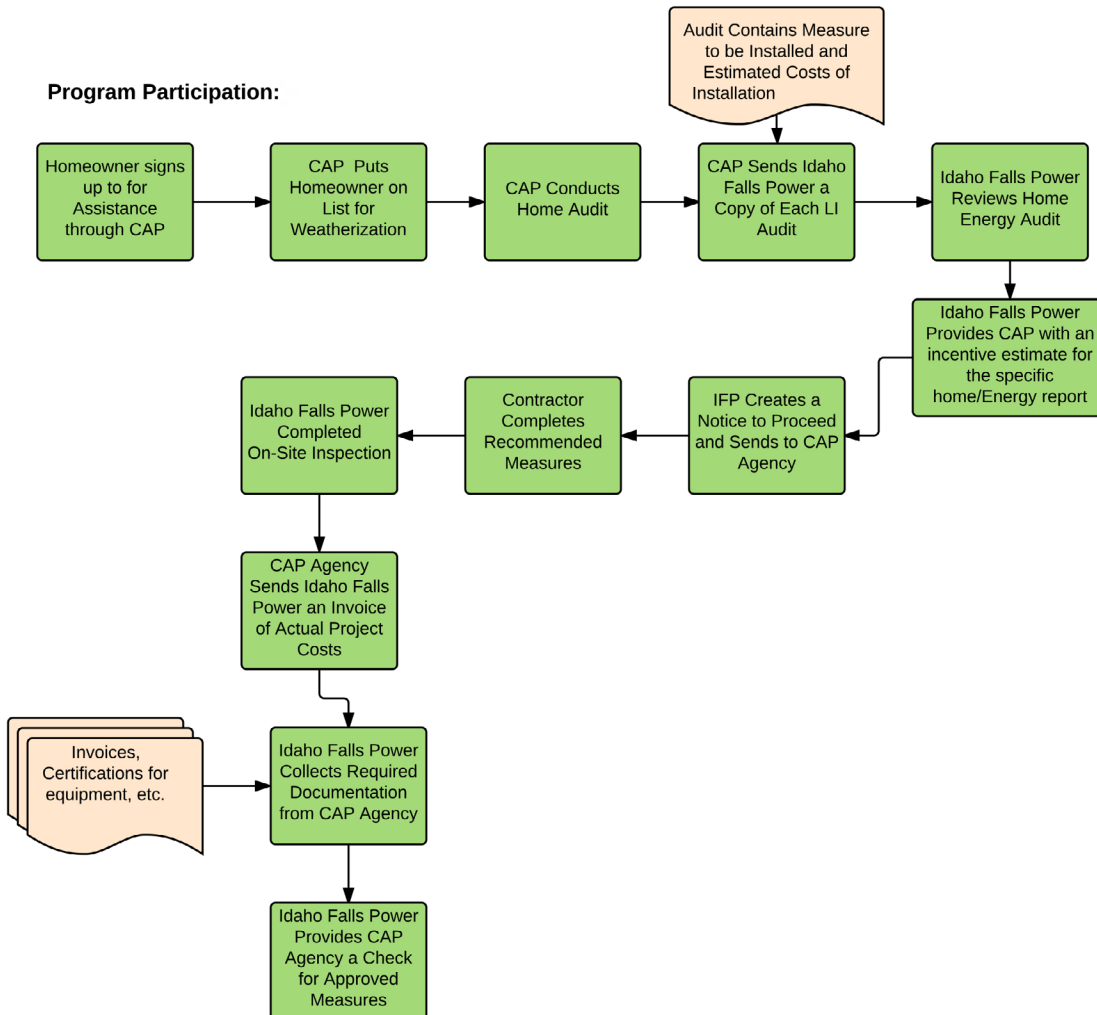 Audit Contains Measure
to be Installed and
Estimated Costs of
Installation
Program Participation:
Homeowner signs
up to for
Assistance
through CAP
CAP Puts
Homeowner on
List for
Weatherization
CAP Conducts
Home Audit
CAP Sends Idaho
Falls Power a
Copy of Each LI
Audit
Idaho Falls Power
Reviews Home
Energy Audit
Idaho Falls Power
Provides CAP with an
incentive estimate for
the specific
home/Energy report
IFP Creates a
Notice to Proceed
and Sends to CAP
Agency
Contractor
Completes
Recommended
Measures
Idaho Falls Power
Completed
On-Site Inspection
CAP Agency
Sends Idaho Falls
Power an Invoice
of Actual Project
Costs
Invoices,
Certifications for
equipment, etc.
Idaho Falls Power
Collects Required
Documentation
from CAP Agency
Idaho Falls Power
Provides CAP
Agency a Check
for Approved
Measures